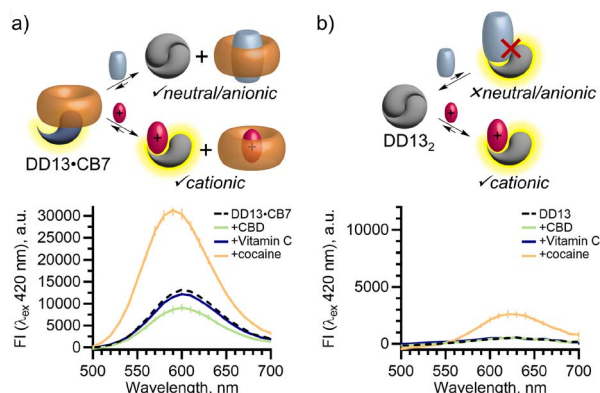 a)
+
✓neutral/anionic
+
+
+
DD13•CB7
✓cationic
FI (λex 420 nm), a.u.
30000
25000
20000
15000
10000
5000
0
DD13•CB7
+CBD
+Vitamin C
+cocaine
500 550 600 650 700
Wavelength, nm
b)
×neutral/anionic
+
+
DD13₂
✓cationic
FI (λex 420 nm), a.u.
10000
5000
0
DD13
+CBD
+Vitamin C
+cocaine
500 550 600 650 700
Wavelength, nm